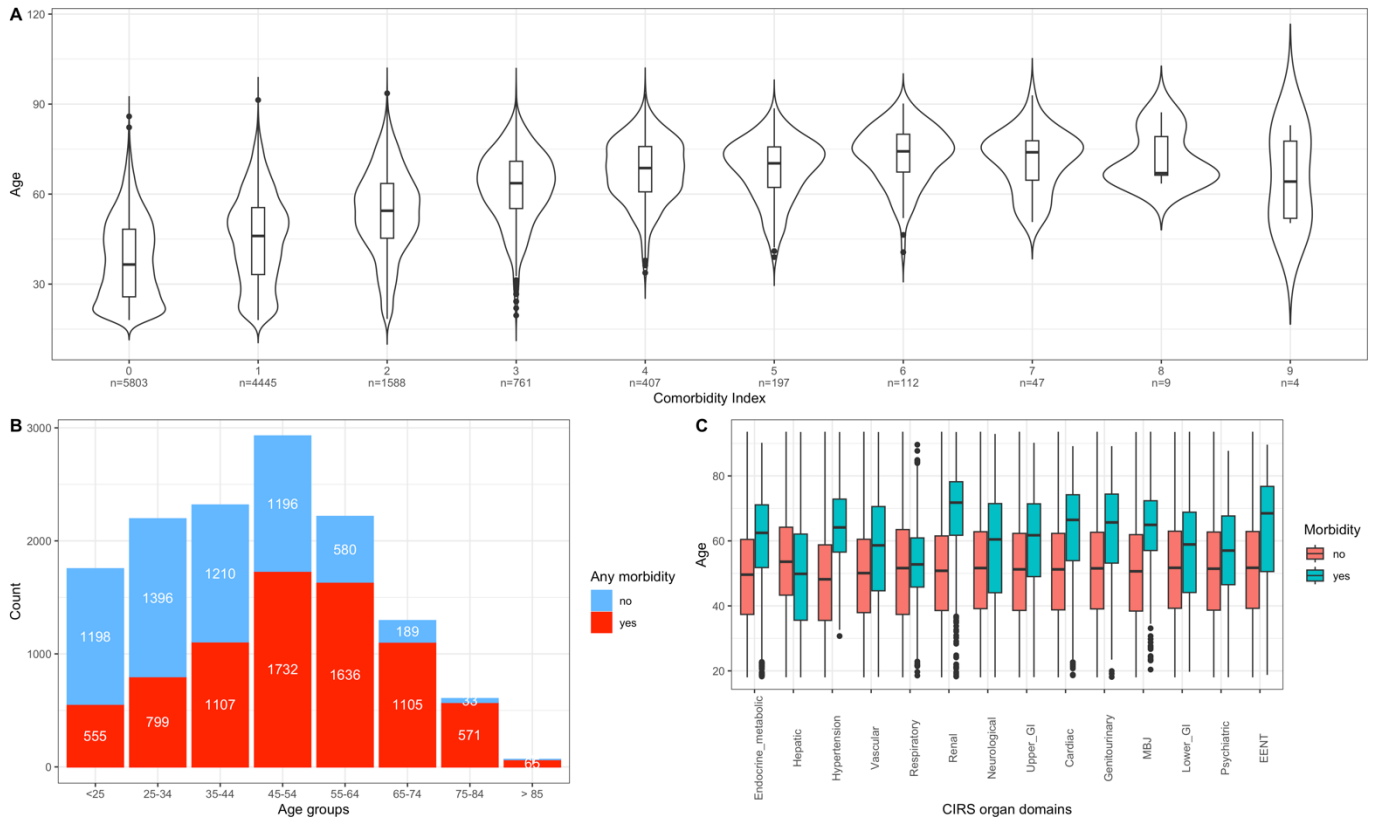 A
120
90
60
30
Age
0 1 2 3 4 5 6 7 8 9
n=5803 n=4445 n=1588 n=761 n=407 n=197 n=112 n=47 n=9 n=4
Comorbidity Index
B
3000
2000
1000
0
Count
1198 1396 1210 1196 580 189 33
555 799 1107 1732 1636 1105 571 65
<25 25-34 35-44 45-54 55-64 65-74 75-84 > 85
Age groups
Any morbidity
no
yes
C
80
60
40
20
Age
Endocrine_metabolic
Hepatic
Hypertension
Vascular
Respiratory
Renal
Neurological
Upper_GI
Cardiac
Genitourinary
MBJ
Lower_GI
Psychiatric
EENT
CIRS organ domains
Morbidity
no
yes